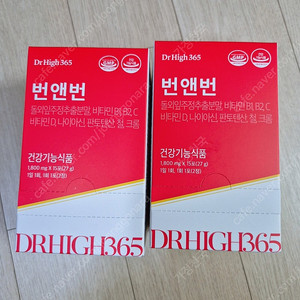 Dr High 365
번앤번
돌외잎주정추출분말, 비타민 B1, B2, C
비타민 D, 나이아신, 판토텐산, 철, 크롬
건강기능식품
1,800 mg X 15포(27 g)
1일 1회, 1회 1포(2정)
DRHIGH365
Dr High 365
GMP
번앤번
돌외잎주정추출분말, 비타민 B1, B2, C
비타민 D, 나이아신, 판토텐산, 철, 크롬
건강기능식품
1,800 mg X 15포(27 g)
1일 1회, 1회 1포(2정)
DRHIGH365